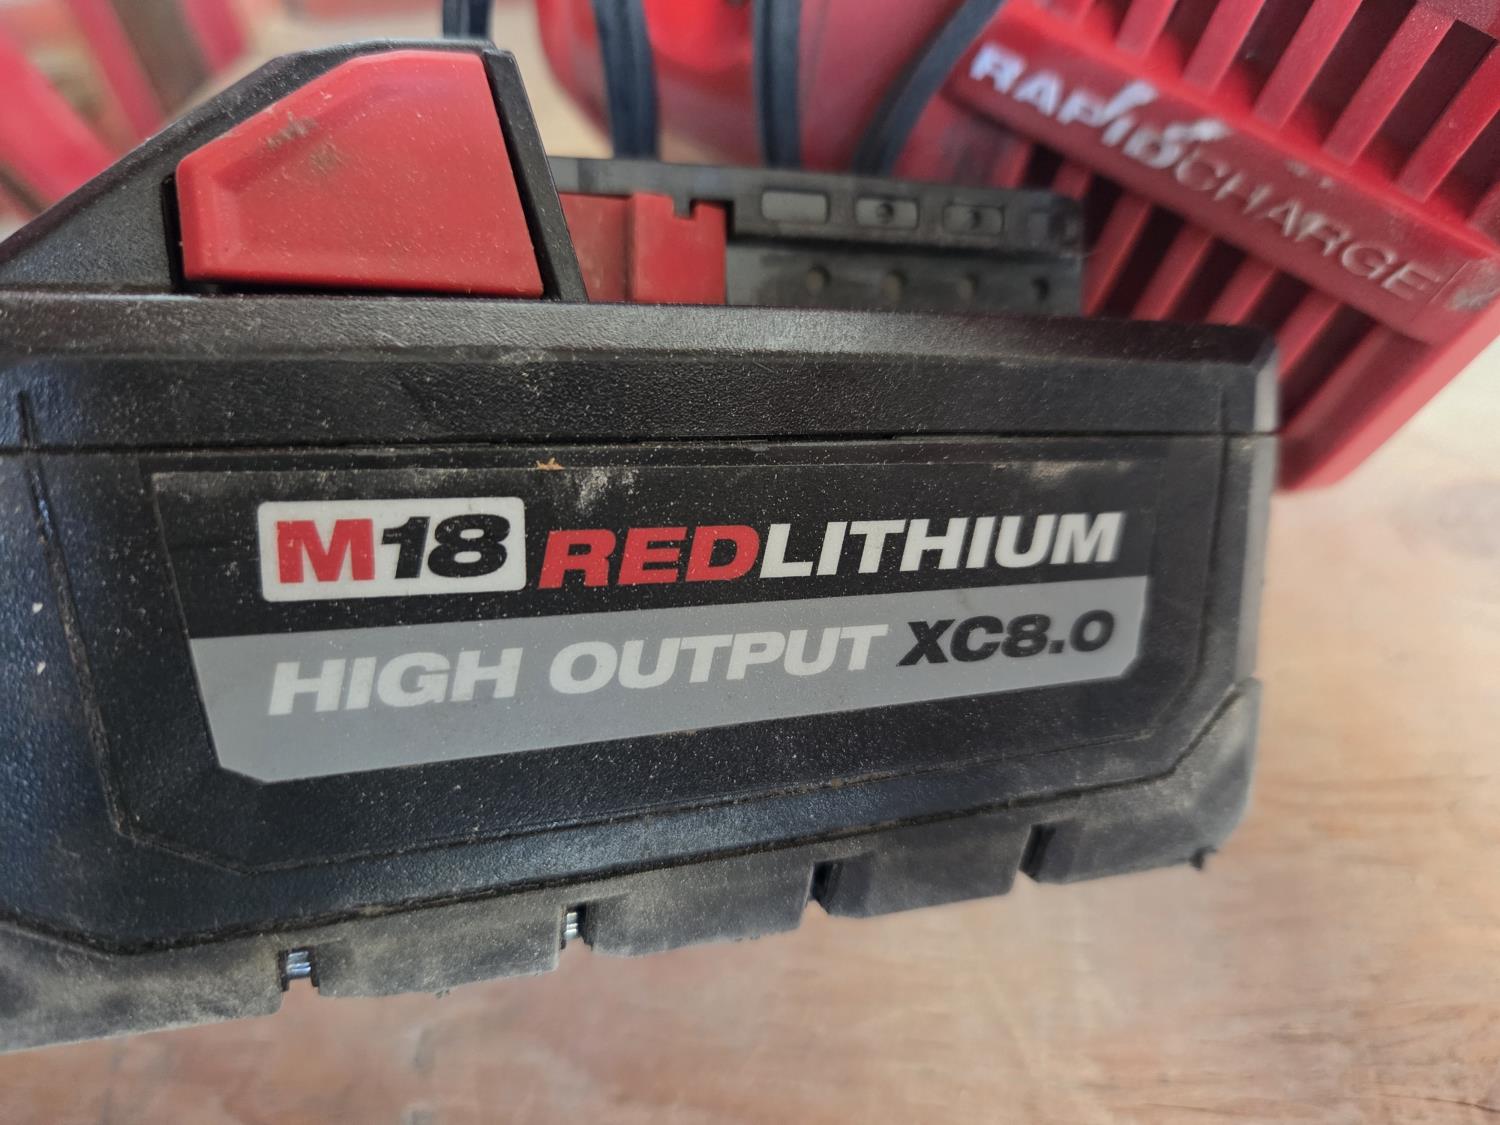 RAPIDCHARGE
M18 REDLITHIUM
HIGH OUTPUT XC8.0